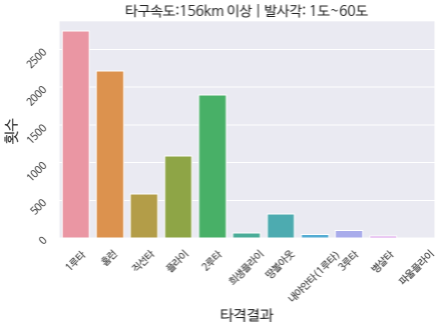 타구속도:156km 이상 | 발사각: 1도~60도
횟수
2500
2000
1500
1000
500
0
1루타
홈런
직선타
플라이
2루타
희생플라이
땅볼아웃
내야안타(1루타)
3루타
병살타
파울플라이
타격결과